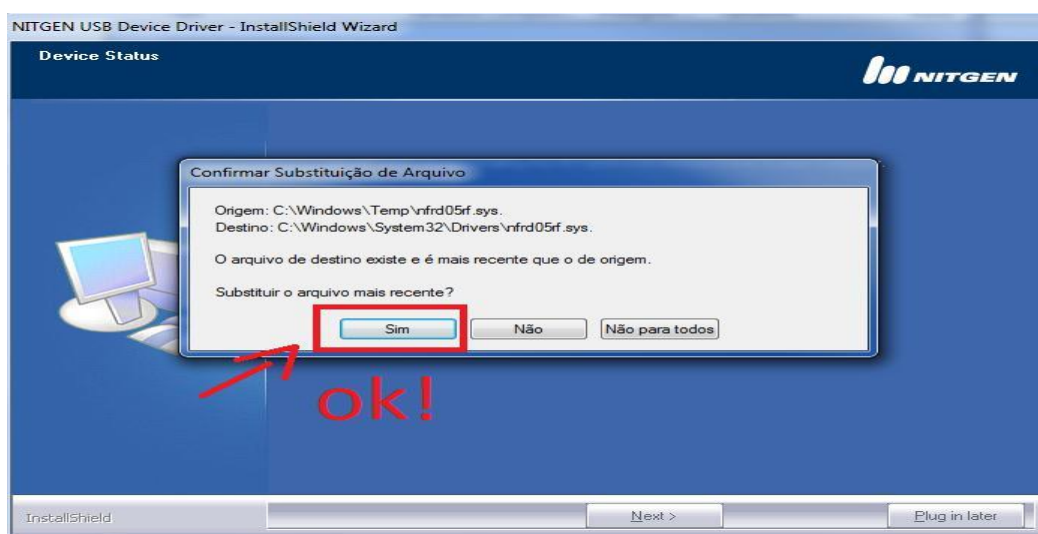 NITGEN USB Device Driver - InstallShield Wizard
Device Status
NITGEN
Confirmar Substituição de Arquivo
Origem: C:\Windows\Temp\nfrd05rf.sys.
Destino: C:\Windows\System32\Drivers\nfrd05rf.sys.
O arquivo de destino existe e é mais recente que o de origem.
Substituir o arquivo mais recente?
Sim
Não
Não para todos
ok!
InstallShield
Next >
Plug in later